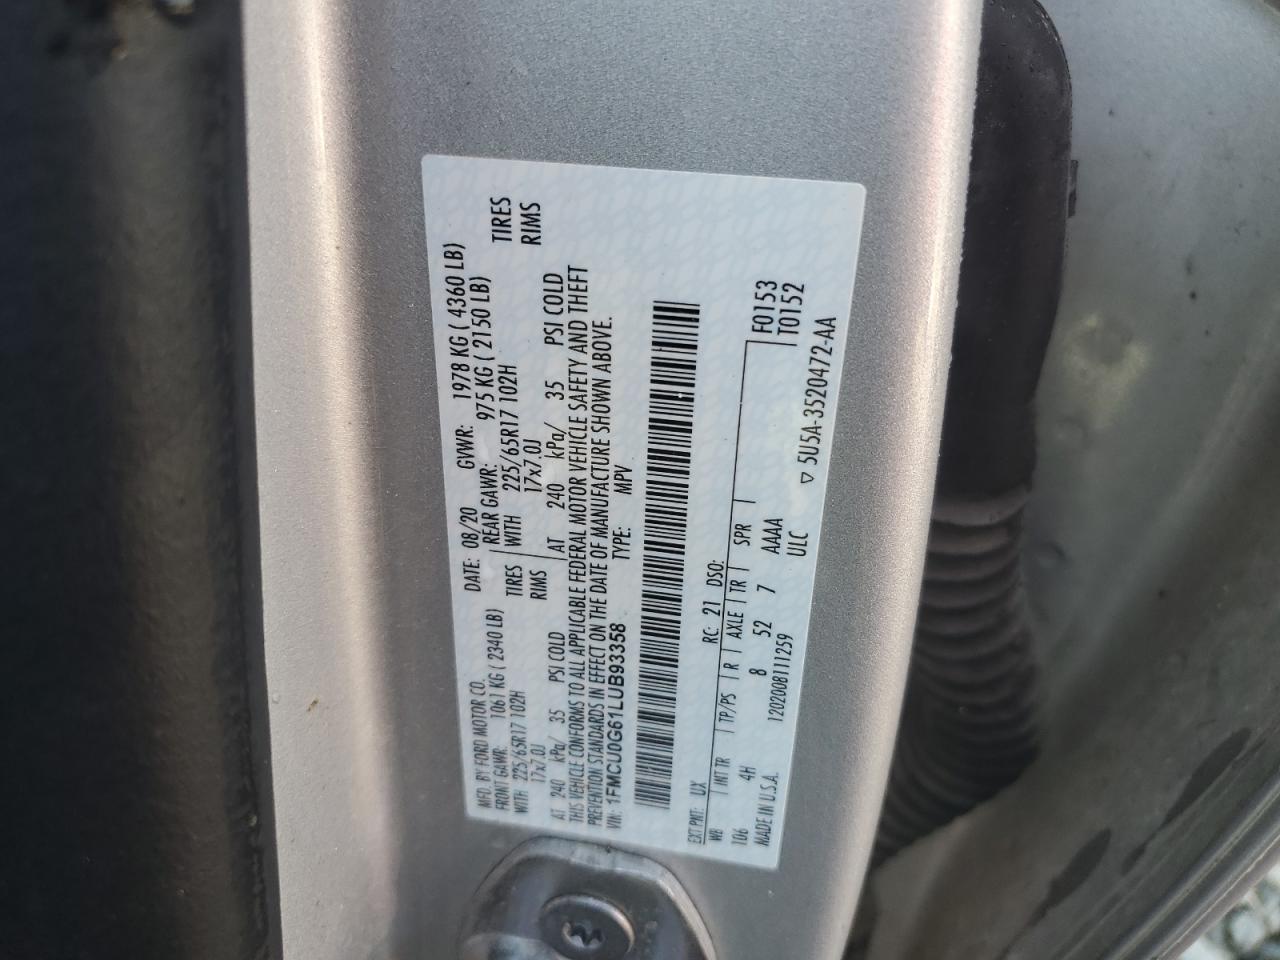 MFD. BY FORD MOTOR CO. DATE: 08/20 GVWR: 1978 KG ( 4360 LB)
FRONT GAWR: 1061 KG ( 2340 LB) REAR GAWR: 975 KG ( 2150 LB)
WITH 225/65R17 102H TIRES WITH 225/65R17 102H TIRES
17x7.0J RIMS 17x7.0J RIMS
AT 240 kPa/ 35 PSI COLD AT 240 kPa/ 35 PSI COLD
THIS VEHICLE CONFORMS TO ALL APPLICABLE FEDERAL MOTOR VEHICLE SAFETY AND THEFT
PREVENTION STANDARDS IN EFFECT ON THE DATE OF MANUFACTURE SHOWN ABOVE.
VIN: 1FMCU0G61LUB93358 TYPE: MPV
EXT PNT: UX RC: 21 DSO: F0153
WB INT TR TP/PS R AXLE TR SPR T0152
106 4H 8 52 7 AAAA
MADE IN U.S.A. 1202008111259 ULC
▽ 5U5A-3520472-AA